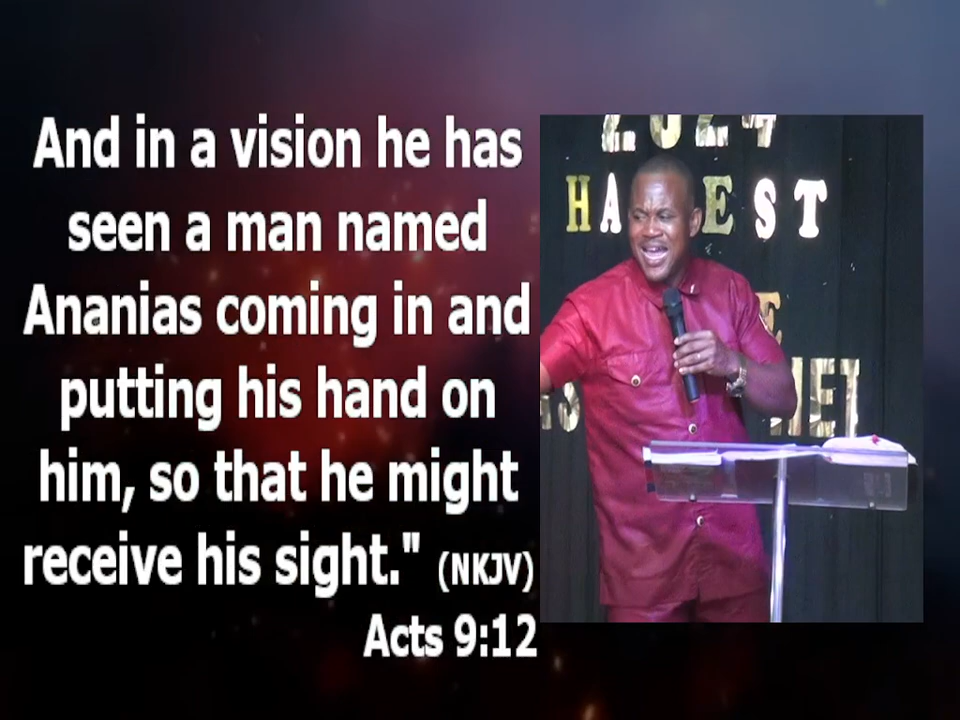 And in a vision he has
seen a man named
Ananias coming in and
putting his hand on
him, so that he might
receive his sight." (NKJV)
Acts 9:12
2024